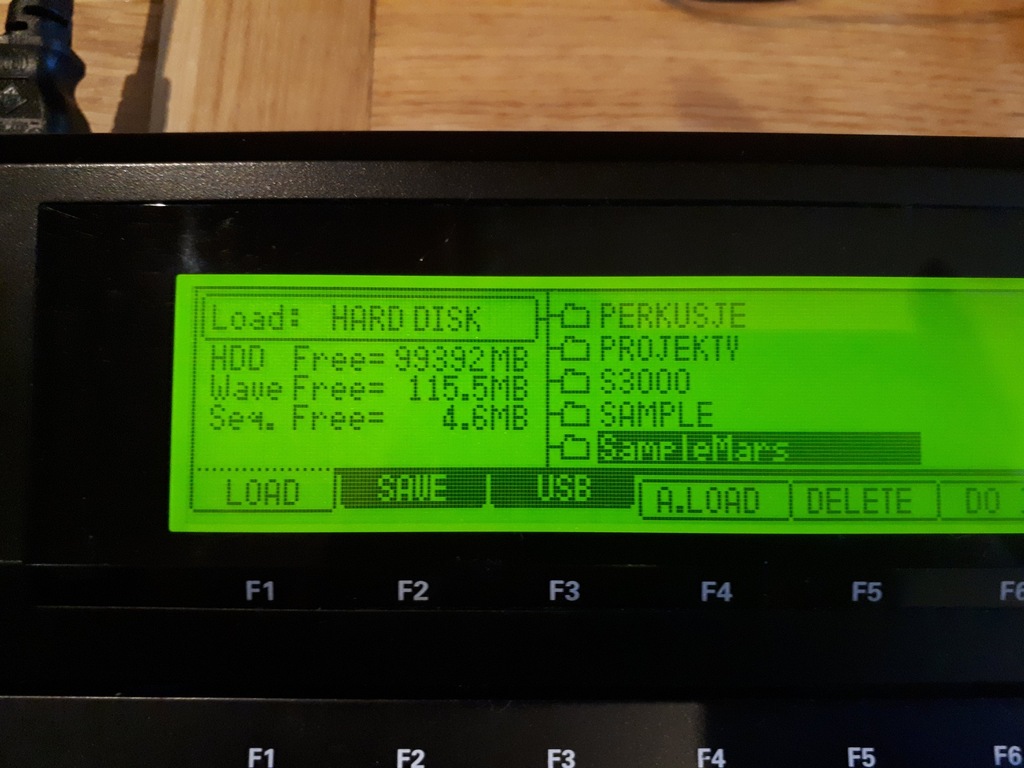 Load: HARD DISK
HDD Free= 99392MB
Wave Free= 115.5MB
Seq. Free= 4.6MB
PERKUSJE
PROJEKTY
S3000
SAMPLE
SampleMars
LOAD SAVE USB A.LOAD DELETE DO
F1 F2 F3 F4 F5 F6
F1 F2 F3 F4 F5 F6